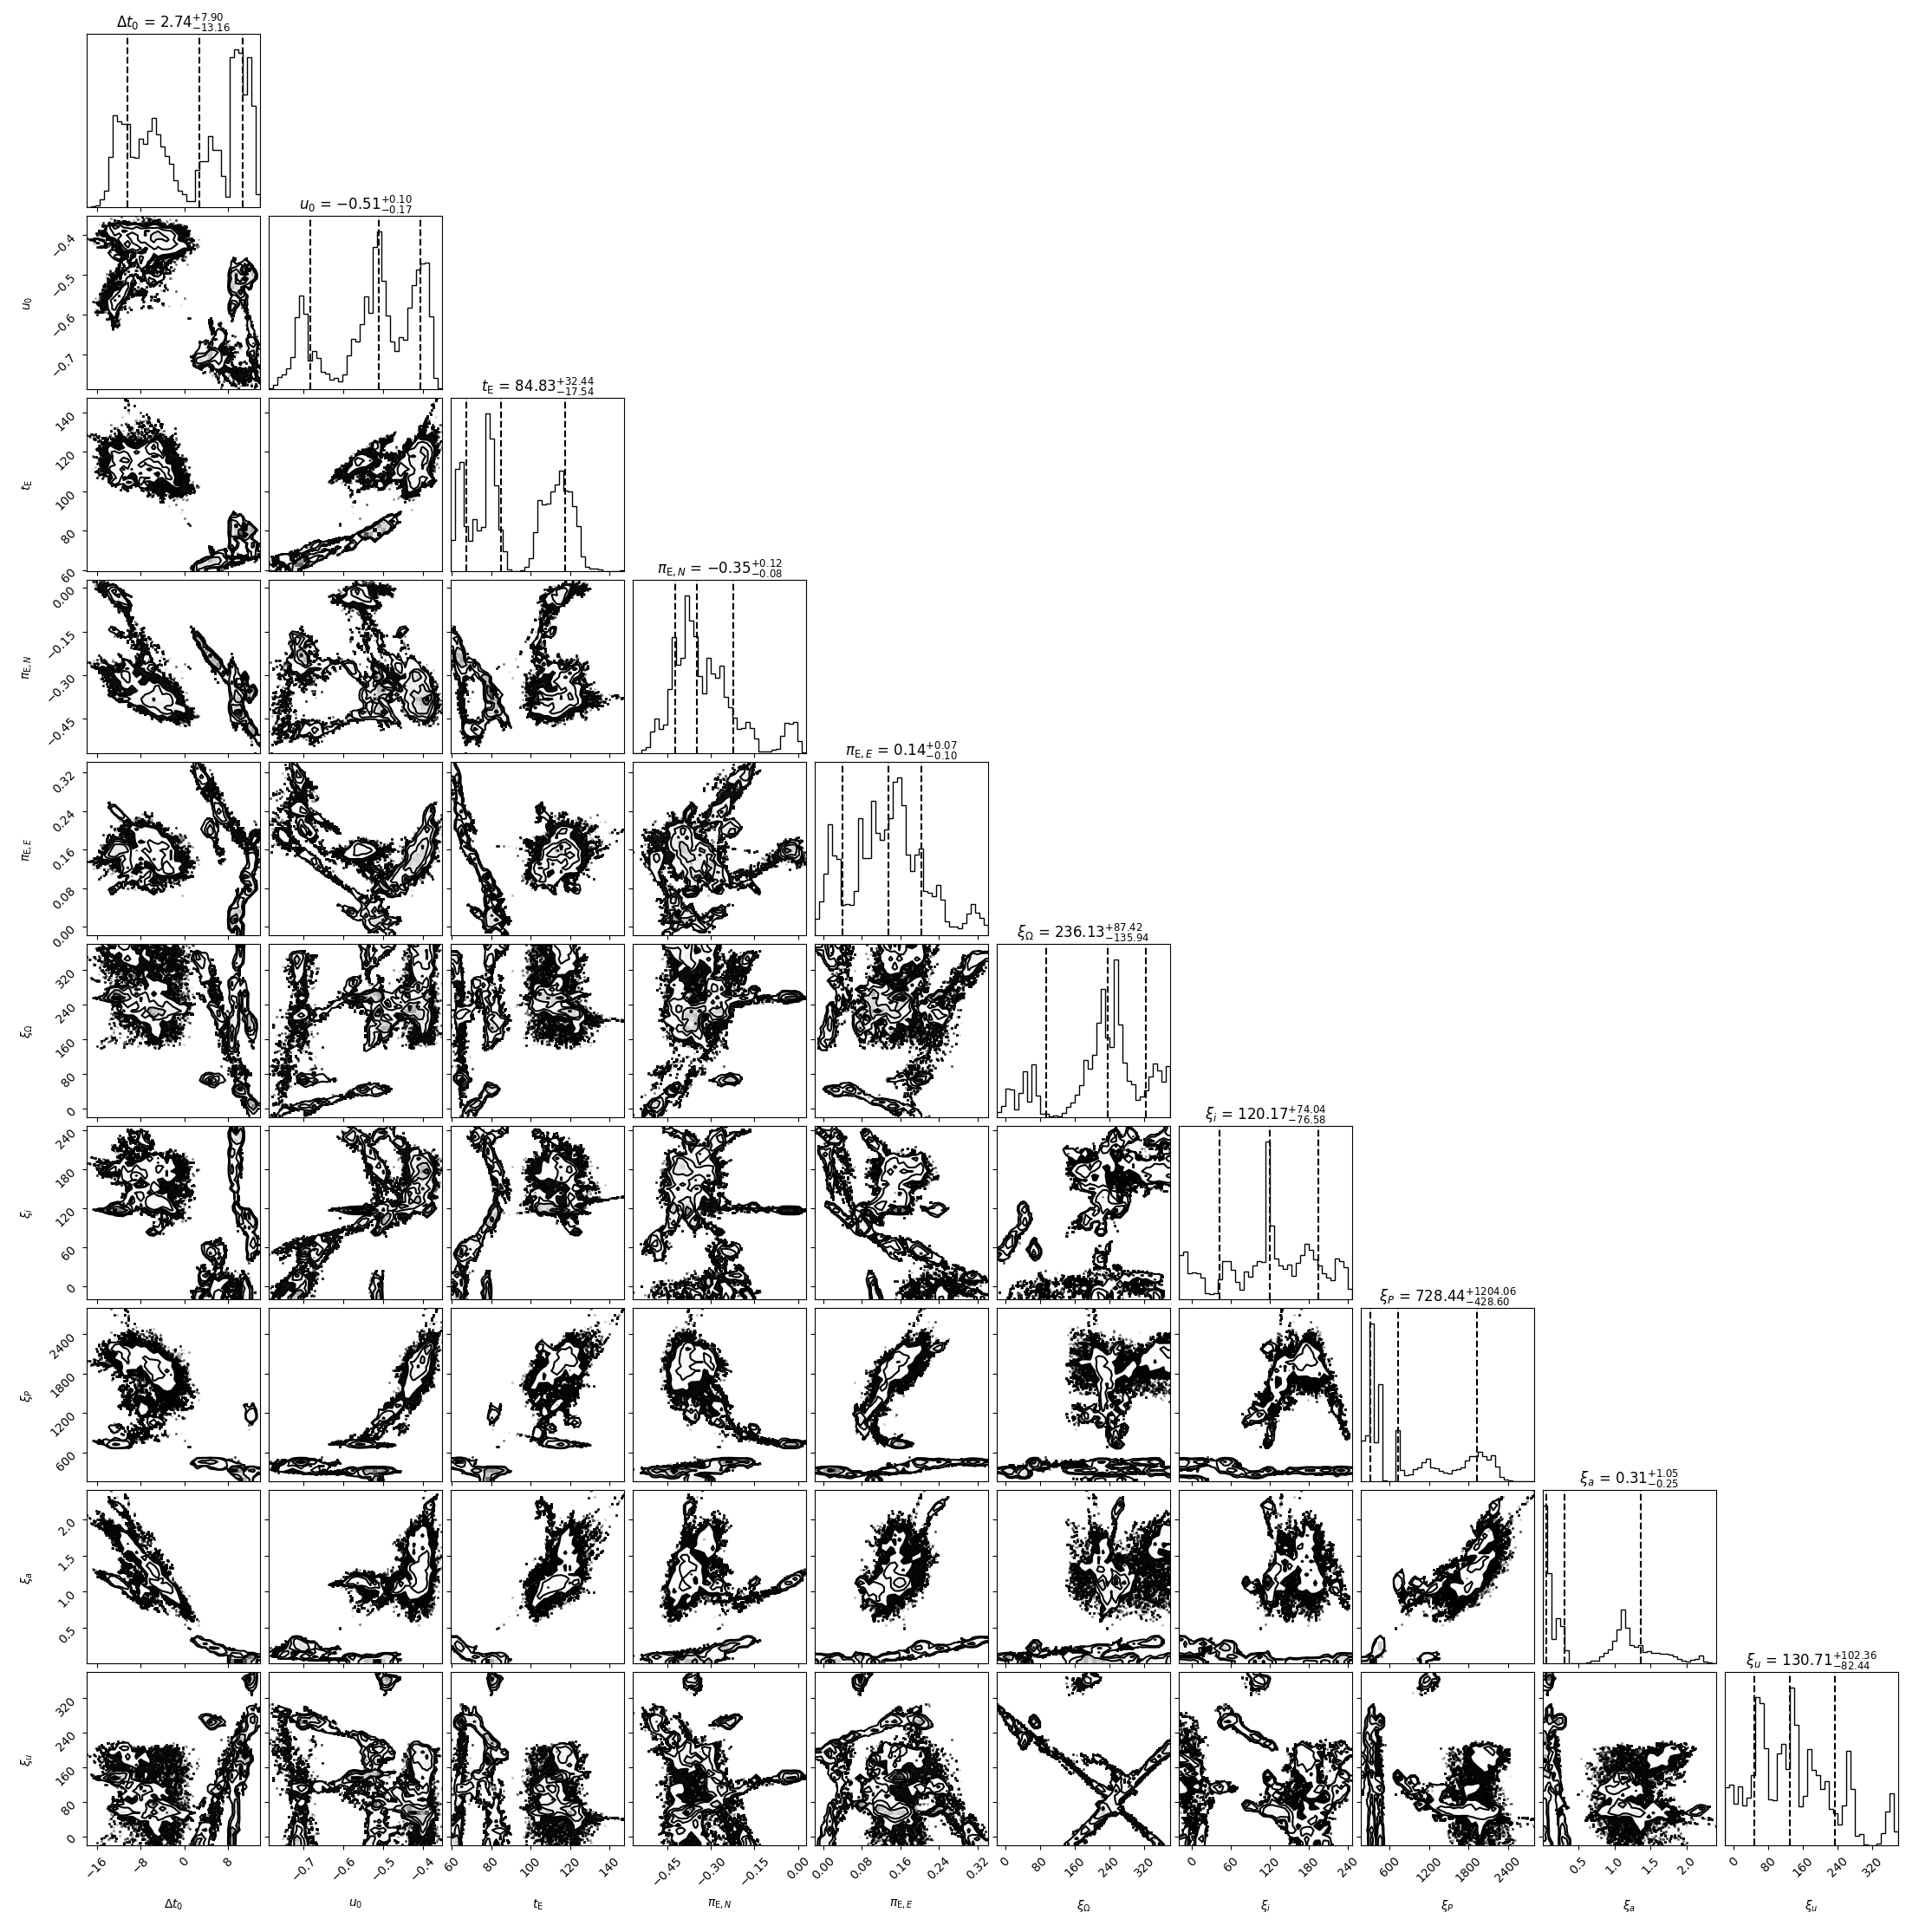 Δt₀ = 2.74⁺⁷·⁹⁰₋₁₃.₁₆
u₀ = −0.51⁺⁰·¹⁰₋₀.₁₇
−0.4
−0.5
−0.6
−0.7
u₀
t_E = 84.83⁺³²·⁴⁴₋₁₇.₅₄
140
120
100
80
60
t_E
π_E,N = −0.35⁺⁰·¹²₋₀.₀₈
0.00
−0.15
−0.30
−0.45
π_E,N
π_E,E = 0.14⁺⁰·⁰⁷₋₀.₁₀
0.32
0.24
0.16
0.08
0.00
π_E,E
ξ_Ω = 236.13⁺⁸⁷·⁴²₋₁₃₅.₉₄
320
240
160
80
0
ξ_Ω
ξ_i = 120.17⁺⁷⁴·⁰⁴₋₇₆.₅₈
240
180
120
60
0
ξ_i
ξ_P = 728.44⁺¹²⁰⁴·⁰⁶₋₄₂₈.₆₀
2400
1800
1200
600
ξ_P
ξ_a = 0.31⁺¹·⁰⁵₋₀.₂₅
2.0
1.5
1.0
0.5
ξ_a
ξ_u = 130.71⁺¹⁰²·³⁶₋₈₂.₄₄
320
240
160
80
0
ξ_u
−16 −8 0 8 −0.7 −0.6 −0.5 −0.4 60 80 100 120 140 −0.45 −0.30 −0.15 0.00 0.00 0.08 0.16 0.24 0.32 0 80 160 240 320 0 60 120 180 240 600 1200 1800 2400 0.5 1.0 1.5 2.0 0 80 160 240 320
Δt₀ u₀ t_E π_E,N π_E,E ξ_Ω ξ_i ξ_P ξ_a ξ_u